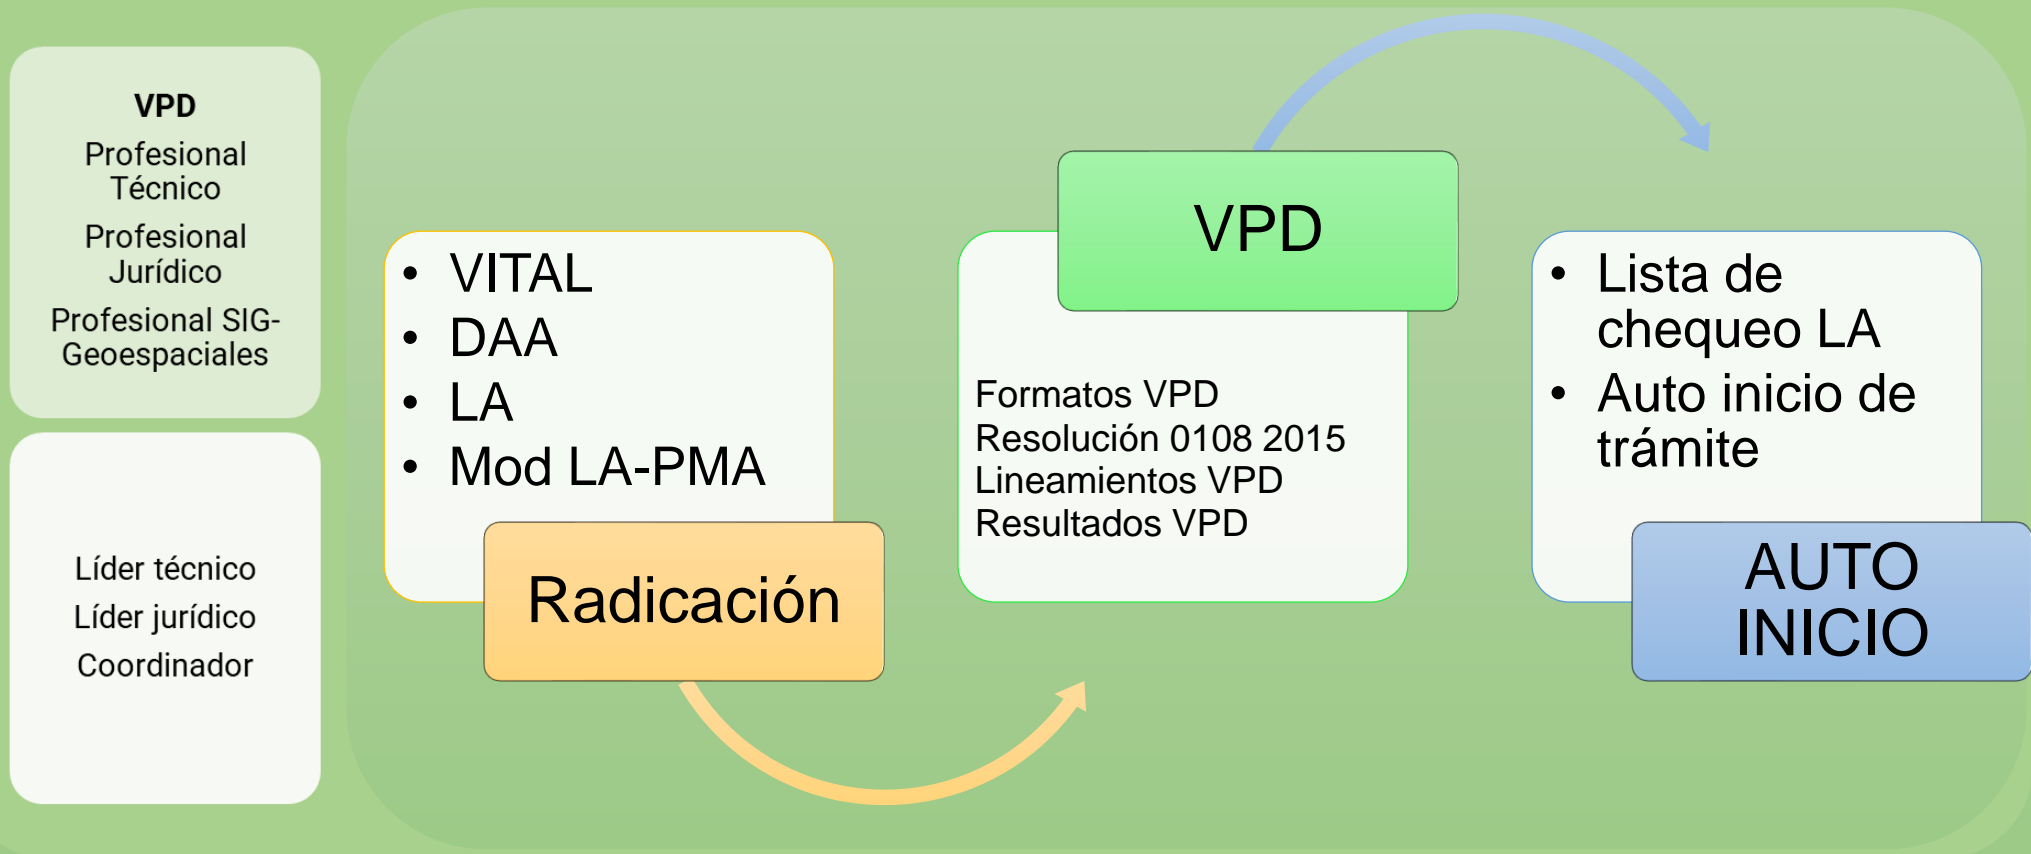 VPD
Profesional
Técnico
Profesional
Jurídico
Profesional SIG-
Geoespaciales
Líder técnico
Líder jurídico
Coordinador
• VITAL
• DAA
• LA
• Mod LA-PMA
Radicación
VPD
Formatos VPD
Resolución 0108 2015
Lineamientos VPD
Resultados VPD
• Lista de
chequeo LA
• Auto inicio de
trámite
AUTO
INICIO